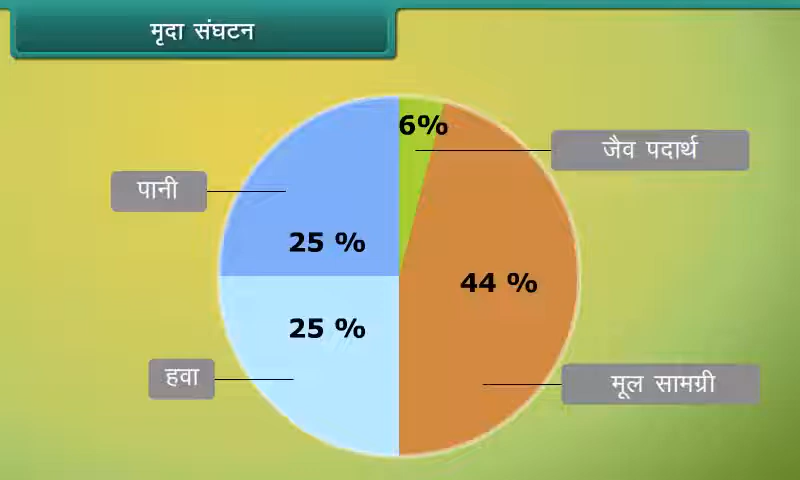 मृदा संघटन
6%
जैव पदार्थ
पानी
25 %
44 %
25 %
हवा
मूल सामग्री